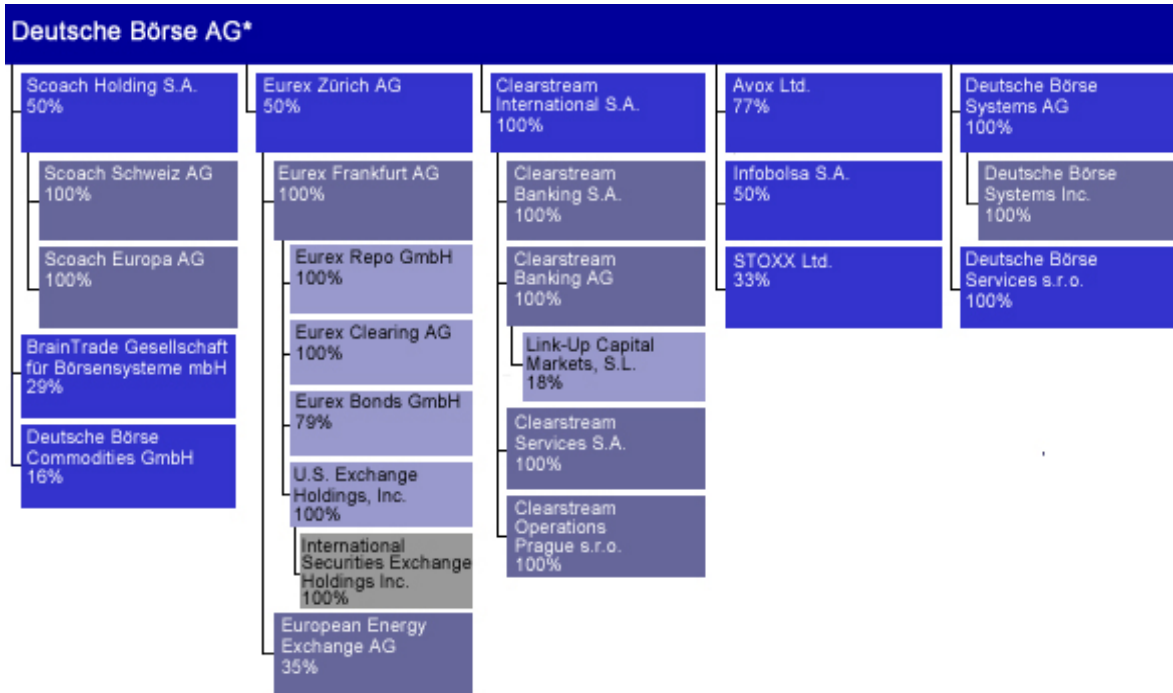 Deutsche Börse AG*
Scoach Holding S.A.
50%
Scoach Schweiz AG
100%
Scoach Europa AG
100%
BrainTrade Gesellschaft
für Börsensysteme mbH
29%
Deutsche Börse
Commodities GmbH
16%
Eurex Zürich AG
50%
Eurex Frankfurt AG
100%
Eurex Repo GmbH
100%
Eurex Clearing AG
100%
Eurex Bonds GmbH
79%
U.S. Exchange
Holdings, Inc.
100%
International
Securities Exchange
Holdings Inc.
100%
European Energy
Exchange AG
35%
Clearstream
International S.A.
100%
Clearstream
Banking S.A.
100%
Clearstream
Banking AG
100%
Link-Up Capital
Markets, S.L.
18%
Clearstream
Services S.A.
100%
Clearstream
Operations
Prague s.r.o.
100%
Avox Ltd.
77%
Infobolsa S.A.
50%
STOXX Ltd.
33%
Deutsche Börse
Systems AG
100%
Deutsche Börse
Systems Inc.
100%
Deutsche Börse
Services s.r.o.
100%